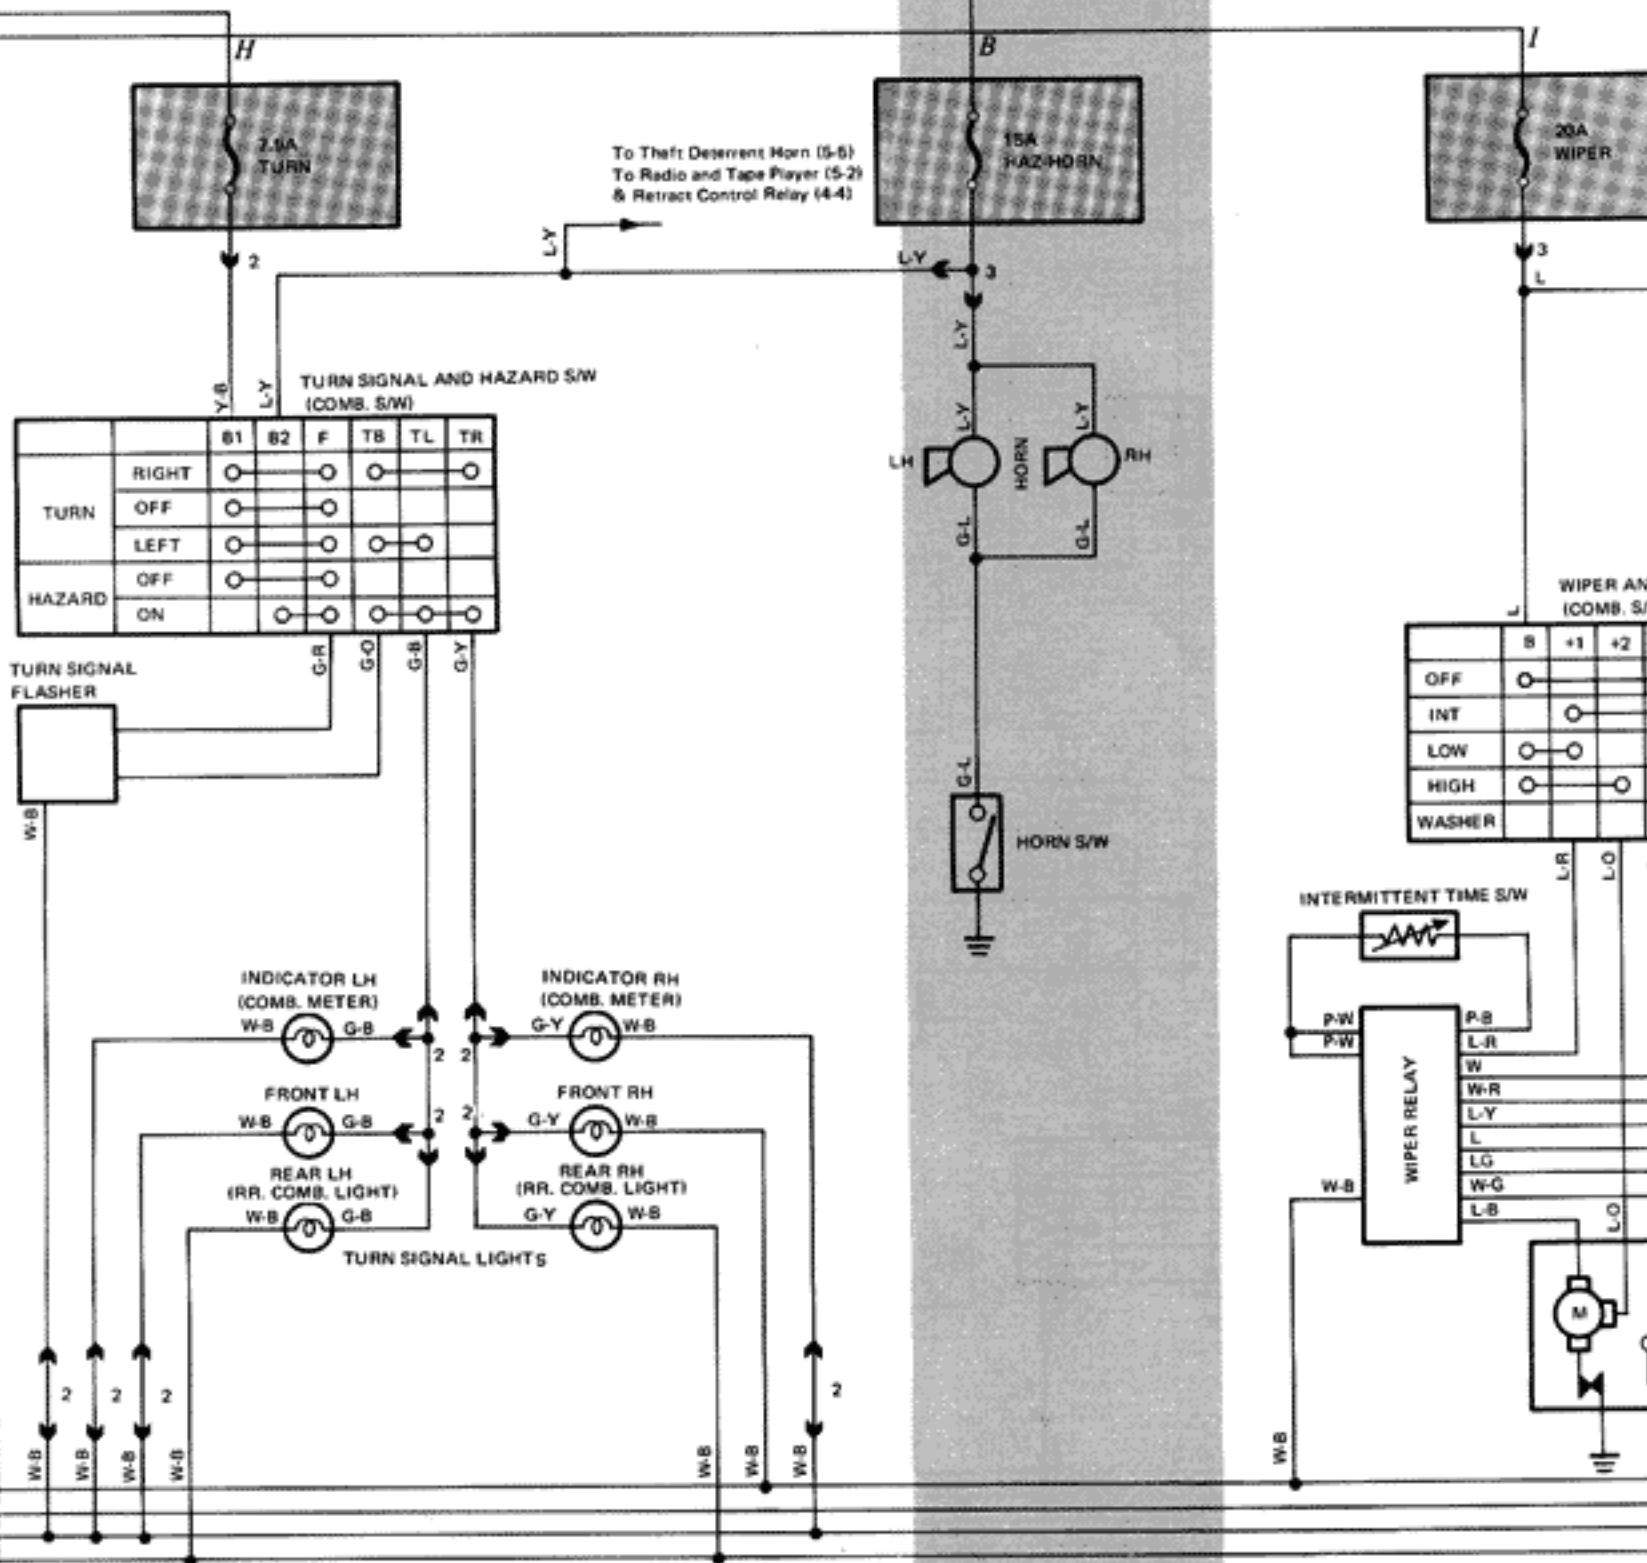 H
B
I
7.5A
TURN
To Theft Deterrent Horn (5-5)
To Radio and Tape Player (5-2)
& Retract Control Relay (4-4)
15A
HAZ-HORN
20A
WIPER
2
L-Y
L-Y
3
3
L
Y-B
L-Y
TURN SIGNAL AND HAZARD S/W
(COMB. S/W)
L-Y
B1 B2 F TB TL TR
TURN
RIGHT
OFF
LEFT
HAZARD
OFF
ON
L-Y
L-Y
LH
HORN
RH
G-L
G-L
L
WIPER AN
(COMB. S/
B +1 +2
OFF
INT
LOW
HIGH
WASHER
G-R
G-O
G-B
G-Y
TURN SIGNAL
FLASHER
W-B
G-L
HORN S/W
L-R
L-O
INTERMITTENT TIME S/W
INDICATOR LH
(COMB. METER)
W-B
G-B
2
INDICATOR RH
(COMB. METER)
2
G-Y
W-B
FRONT LH
W-B
G-B
2
FRONT RH
2
G-Y
W-B
REAR LH
(RR. COMB. LIGHT)
W-B
G-B
REAR RH
(RR. COMB. LIGHT)
G-Y
W-B
TURN SIGNAL LIGHTS
P-W
P-W
W-B
WIPER RELAY
P-B
L-R
W
W-R
L-Y
L
LG
W-G
L-B
L-O
M
2
2
2
2
W-B
W-B
W-B
W-B
W-B
W-B
W-B
W-B